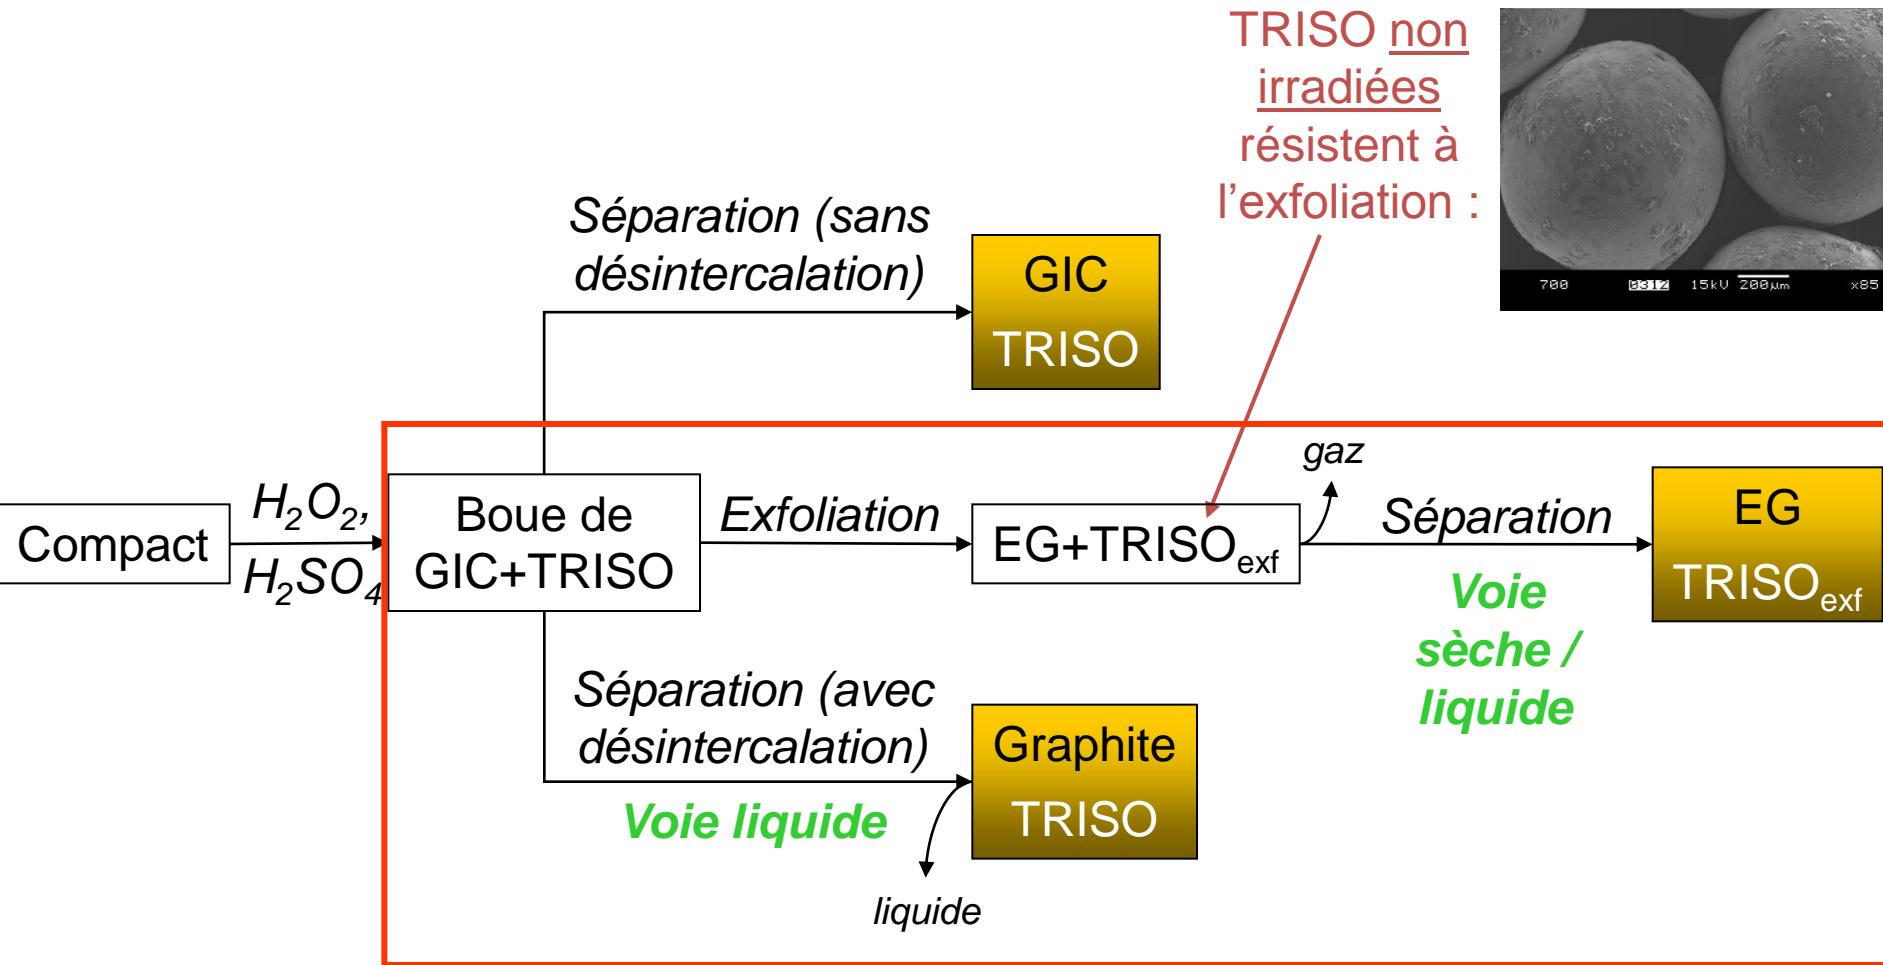 TRISO non
irradiées
résistent à
l’exfoliation :
700 0312 15kU 200µm x85
Séparation (sans
désintercalation)
GIC
TRISO
Compact
H₂O₂,
H₂SO₄
Boue de
GIC+TRISO
Exfoliation
EG+TRISOexf
gaz
Séparation
Voie
sèche /
liquide
EG
TRISOexf
Séparation (avec
désintercalation)
Voie liquide
Graphite
TRISO
liquide